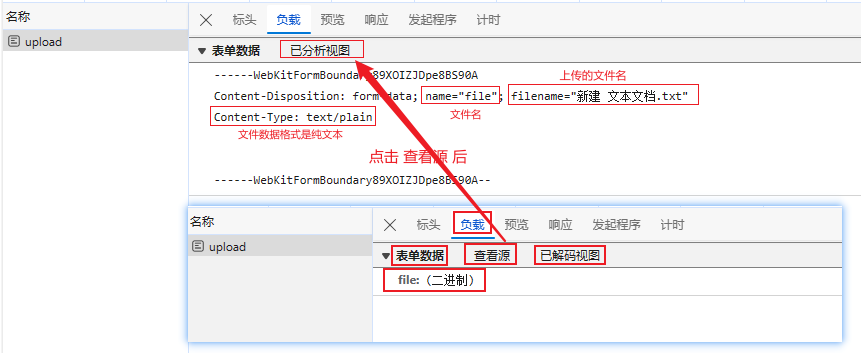 名称
upload
标头 负载 预览 响应 发起程序 计时
表单数据 已分析视图
------WebKitFormBoundary89XOIZJDpe8BS90A
上传的文件名
Content-Disposition: form-data; name="file"; filename="新建 文本文档.txt"
Content-Type: text/plain
文件名
文件数据格式是纯文本
点击 查看源 后
------WebKitFormBoundary89XOIZJDpe8BS90A--
名称
upload
标头 负载 预览 响应 发起程序 计时
表单数据 查看源 已解码视图
file:（二进制）